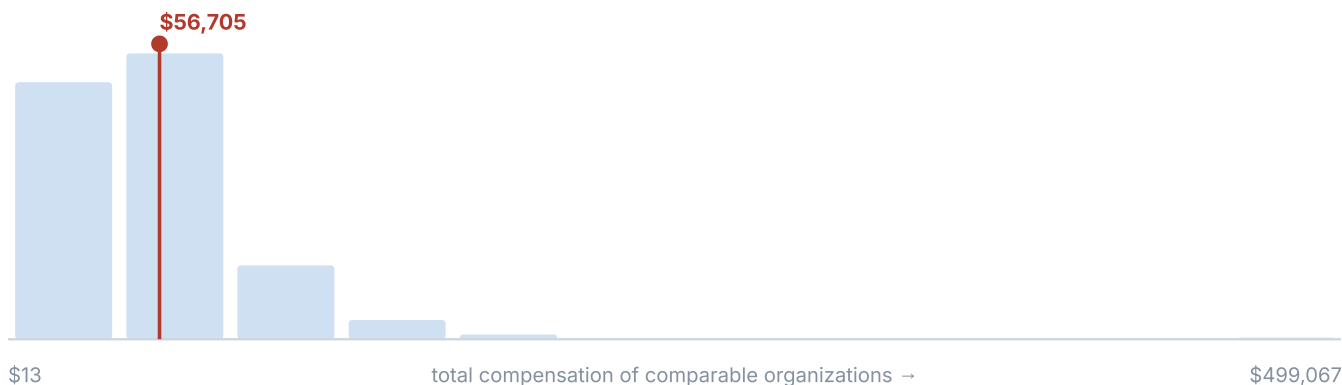 $56,705
$13 total compensation of comparable organizations → $499,067